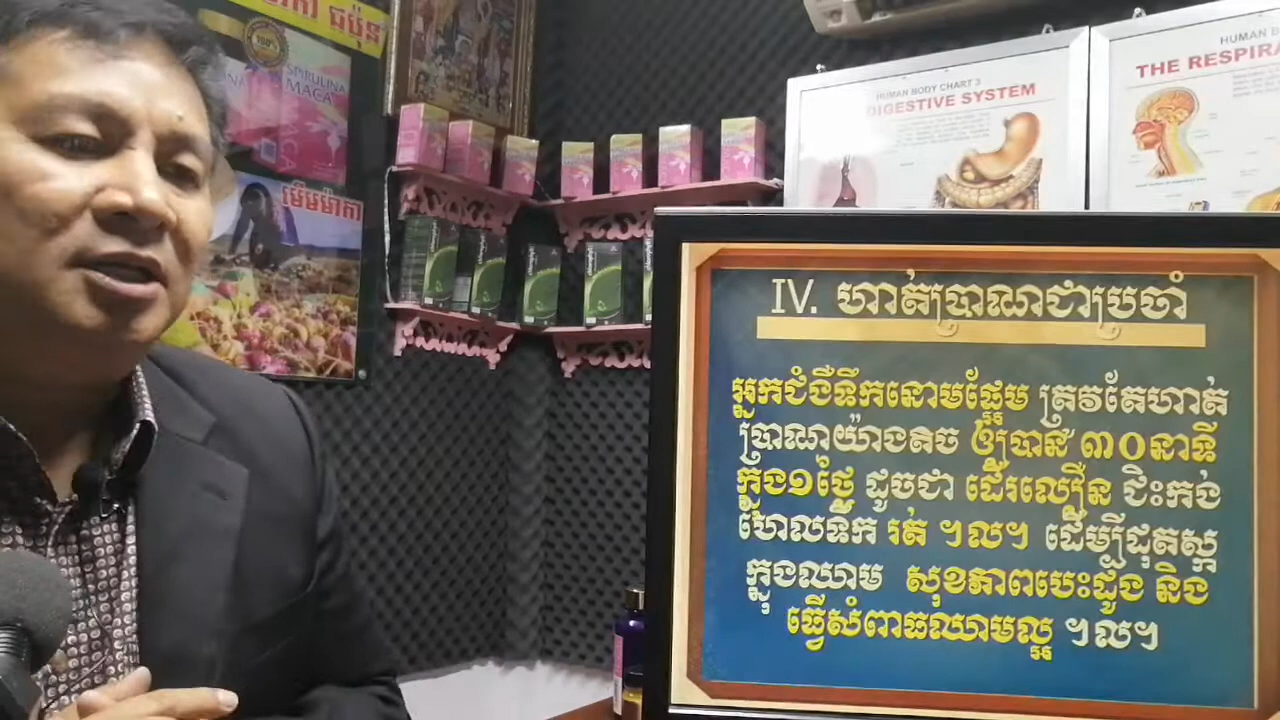 100%
SPIRULINA
MACA
មើមម៉ាកា
HUMAN BODY CHART 3
DIGESTIVE SYSTEM
THE RESPIRA
IV. ហាត់ប្រាណជាប្រចាំ
អ្នកជំងឺទឹកនោមផ្អែម ត្រូវតែហាត់
ប្រាណយ៉ាងតិច ឲ្យបាន ៣០នាទី
ក្នុង១ថ្ងៃ ដូចជា ដើរលឿន ជិះកង់
ហែលទឹក រត់ ។ល។ ដើម្បីដុតស្ករ
ក្នុងឈាម សុខភាពបេះដូង និង
ធ្វើសំពាធឈាមល្អ ។ល។